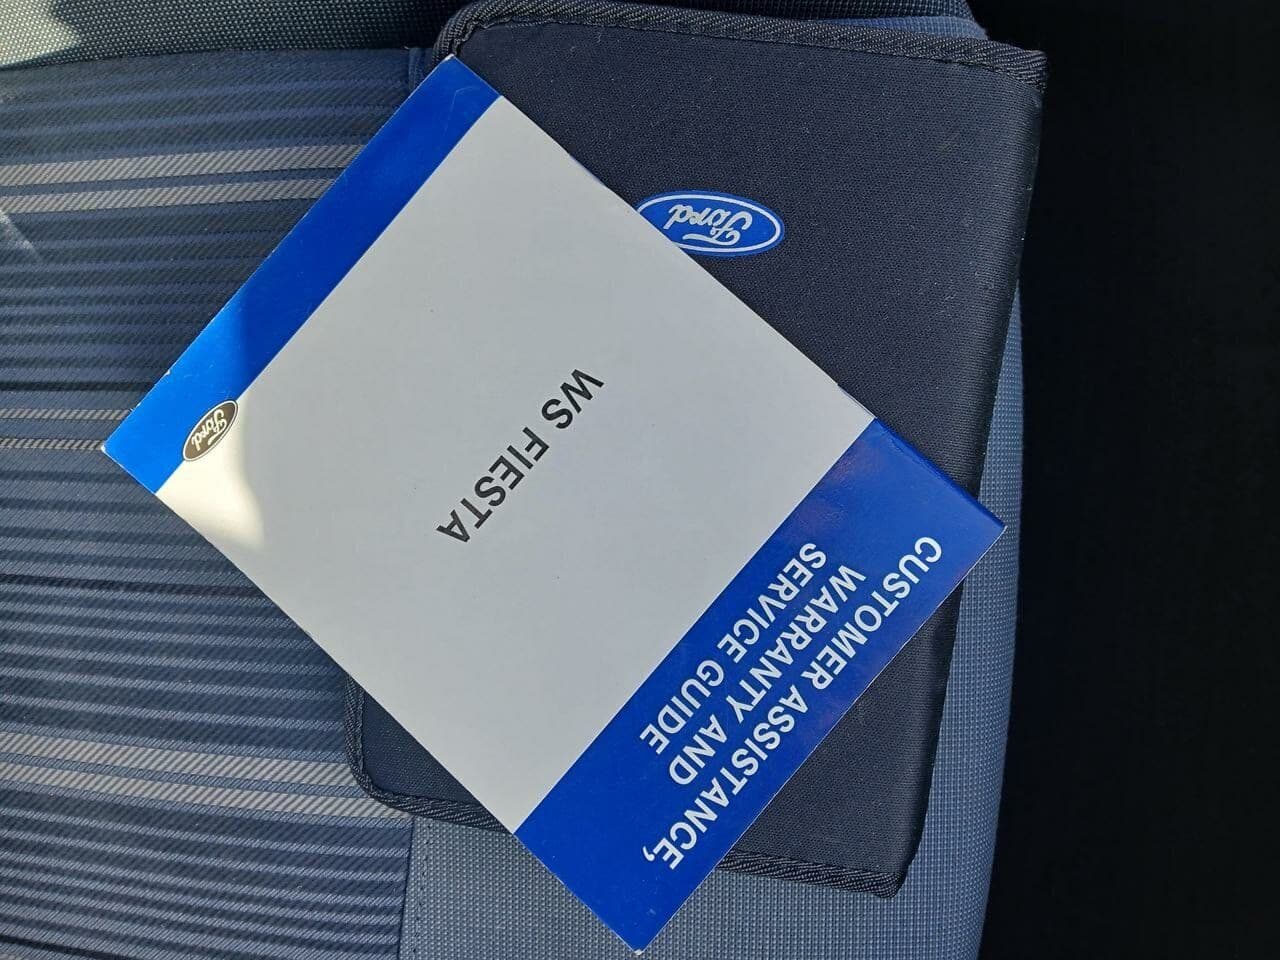 CUSTOMER ASSISTANCE,
WARRANTY AND
SERVICE GUIDE
WS FIESTA
Ford
Ford